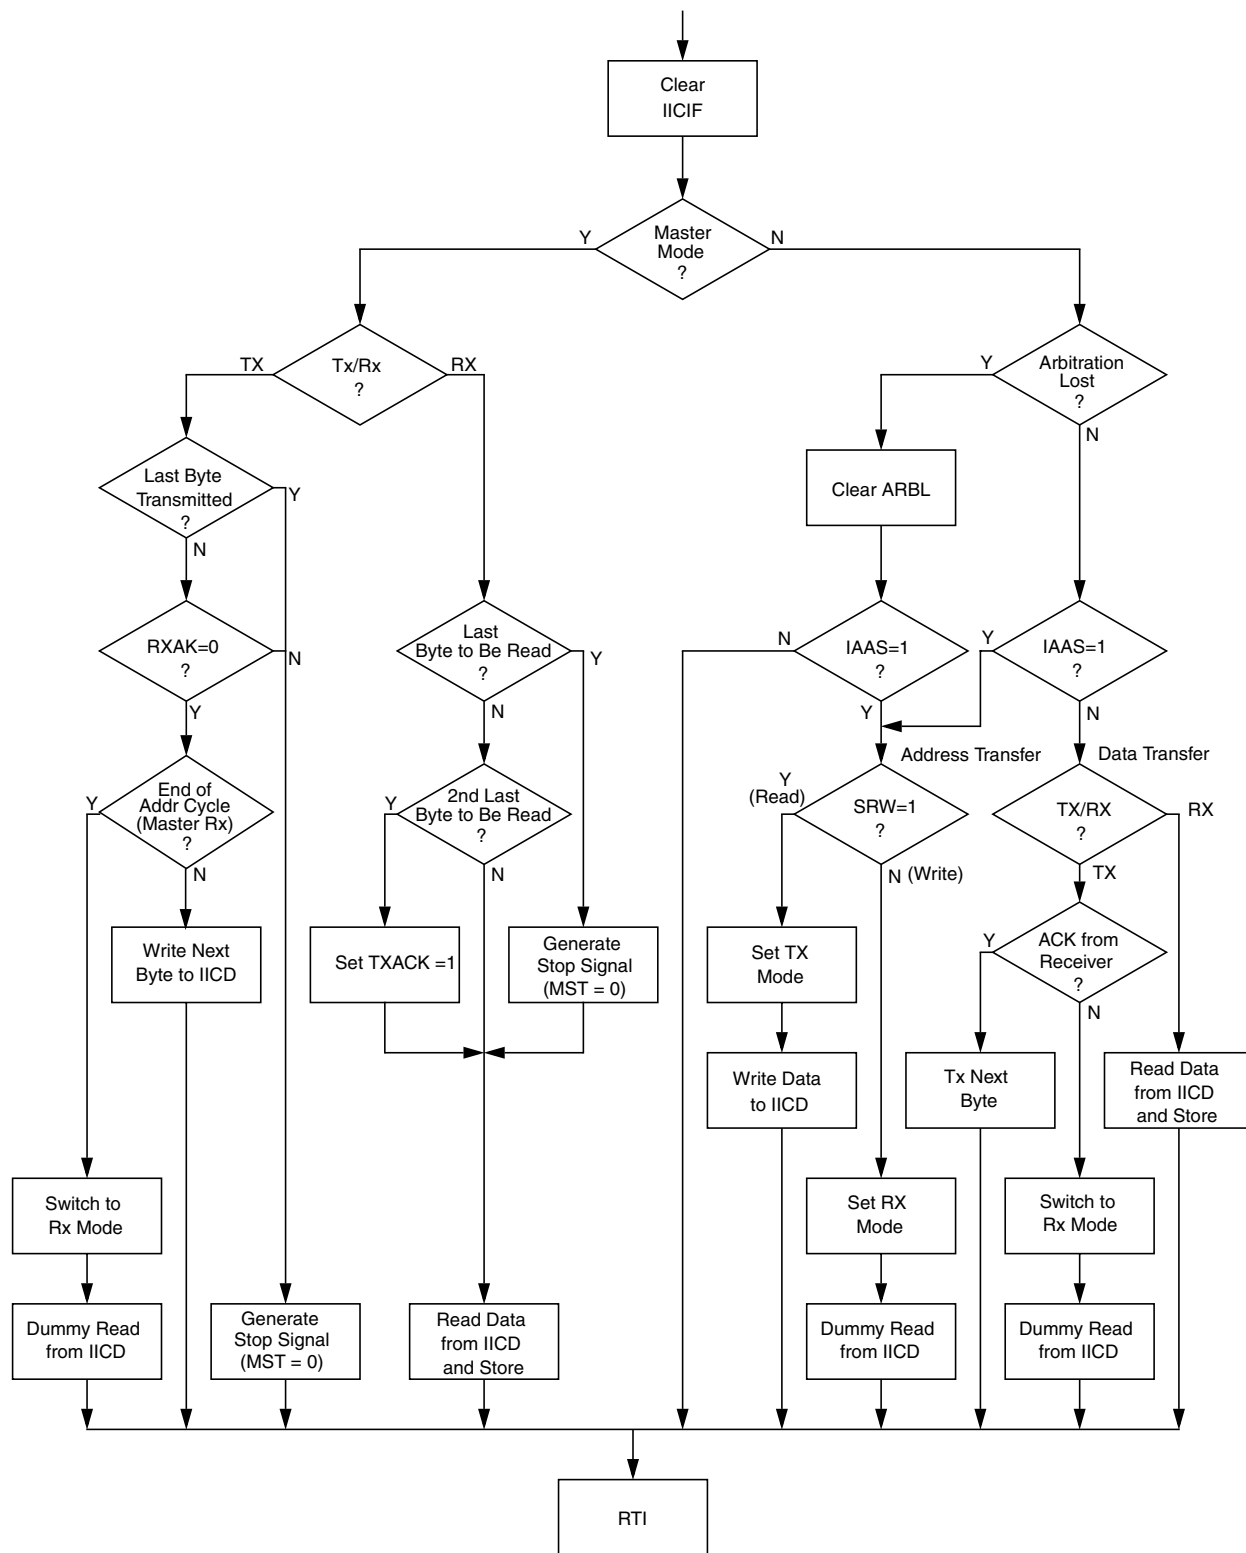 Clear
IICIF
Master
Mode
?
Y
N
Tx/Rx
?
TX
RX
Arbitration
Lost
?
Y
N
Last Byte
Transmitted
?
Y
N
Clear ARBL
RXAK=0
?
N
Y
Last
Byte to Be Read
?
Y
N
IAAS=1
?
N
Y
IAAS=1
?
Y
N
Address Transfer
Data Transfer
End of
Addr Cycle
(Master Rx)
?
Y
N
2nd Last
Byte to Be Read
?
Y
N
Y
(Read)
SRW=1
?
N (Write)
TX/RX
?
RX
TX
Write Next
Byte to IICD
Set TXACK =1
Generate
Stop Signal
(MST = 0)
Set TX
Mode
ACK from
Receiver
?
Y
N
Write Data
to IICD
Tx Next
Byte
Read Data
from IICD
and Store
Switch to
Rx Mode
Set RX
Mode
Switch to
Rx Mode
Dummy Read
from IICD
Generate
Stop Signal
(MST = 0)
Read Data
from IICD
and Store
Dummy Read
from IICD
Dummy Read
from IICD
RTI